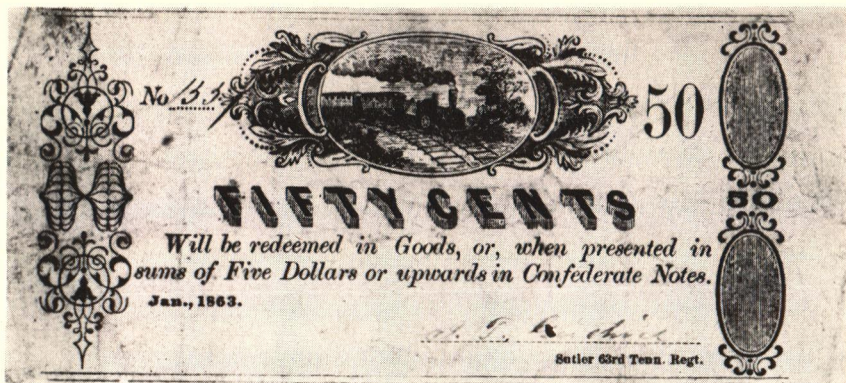 No
50
FIFTY CENTS
50
Will be redeemed in Goods, or, when presented in
sums of Five Dollars or upwards in Confederate Notes.
Jan., 1863.
Sutler 63rd Tenn. Regt.